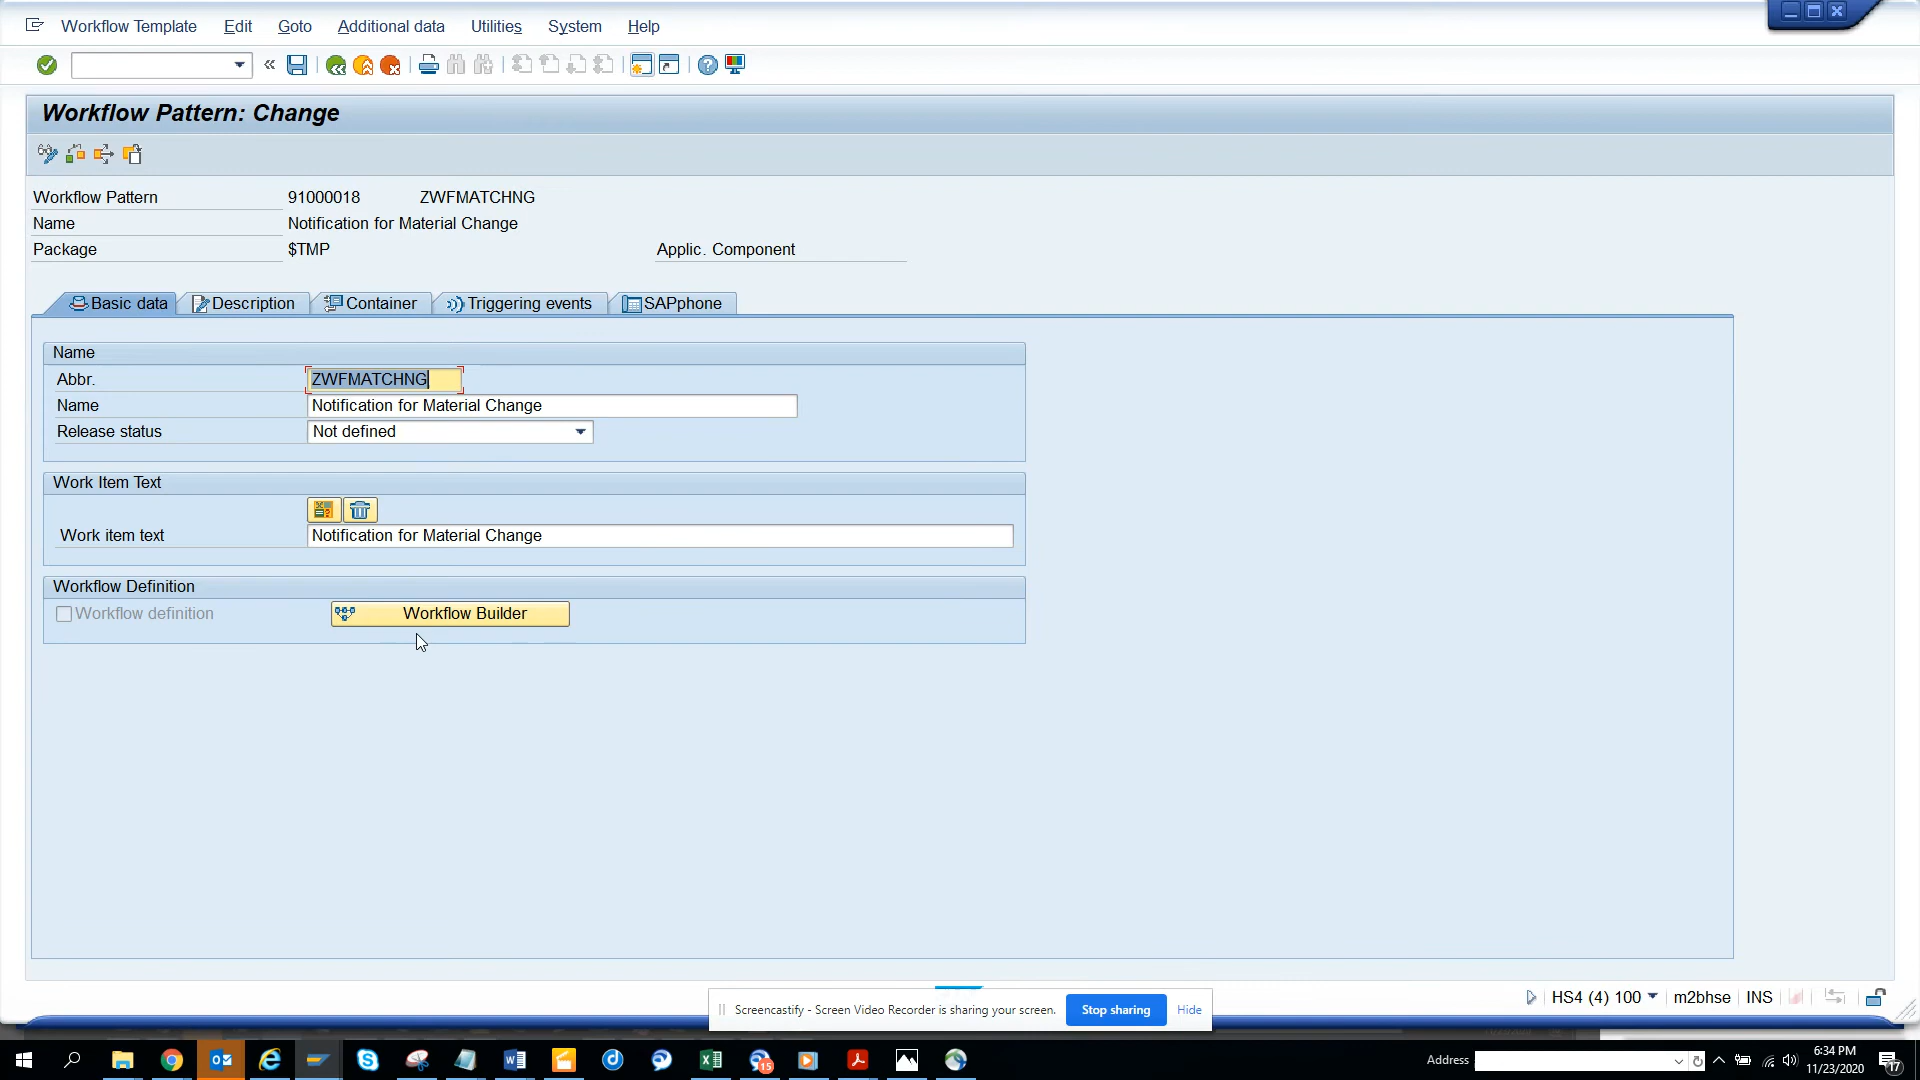 Workflow Template Edit Goto Additional data Utilities System Help
Workflow Pattern: Change
Workflow Pattern 91000018 ZWFMATCHNG
Name Notification for Material Change
Package $TMP Applic. Component
Basic data Description Container Triggering events SAPphone
Name
Abbr. ZWFMATCHNG
Name Notification for Material Change
Release status Not defined
Work Item Text
Work item text Notification for Material Change
Workflow Definition
Workflow definition Workflow Builder
HS4 (4) 100 m2bhse INS
Screencastify - Screen Video Recorder is sharing your screen. Stop sharing Hide
15
Address
6:34 PM
11/23/2020
17